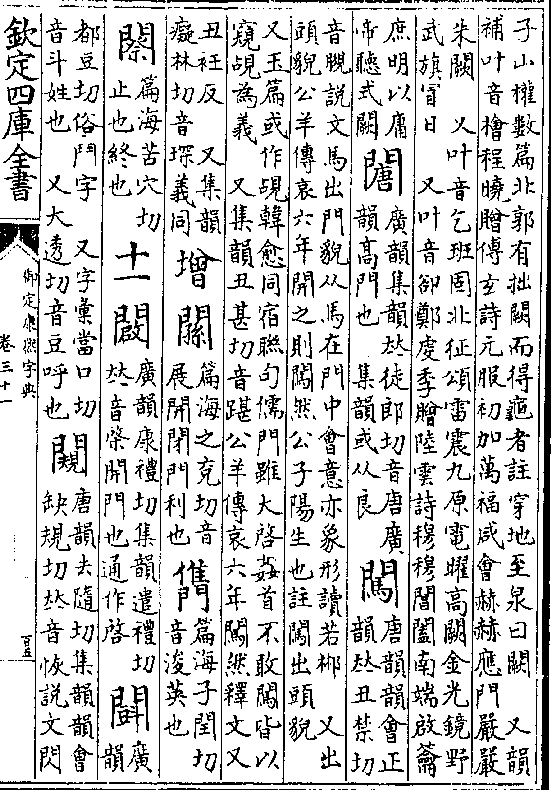 子山權數篇北郭有拙闕而得龜者註穿地至泉曰闕　又韻
補叶音檜程曉贈傅玄詩元服初加萬福咸會赫赫應門嚴嚴
朱闕　又叶音乞班固北征頌雷震九原電曜高闕金光鏡野
武旗冒日　又叶音卻鄭虔季贈陸雲詩穆穆閶闔南端啟籥
庶明以庸
帝聽式闕
闛
廣韻集韻𠀤徒郎切音唐廣
韻高門也　集韻或从良
闖
唐韻韻會正
韻𠀤丑禁切
音覘說文馬出門貌从馬在門中會意亦象形讀若郴　又出
頭貌公羊傳哀六年開之則闖然公子陽生也註闖出頭貌
又玉篇或作覘韓愈同宿聯句儒門雖大啓姦首不敢闖皆以
窺覘為義　又集韻丑甚切音踸公羊傳哀六年闖然釋文又
丑衽反　又集韻
癡林切音琛義同
增
關
篇海之克切音
展開閉門利也
篇海子閏切
音浚英也
篇海苦穴切
止也終也
十一
闙
廣韻康禮切集韻遣禮切
𠀤音棨開門也通作啓
鬭
廣
韻
都豆切俗鬥字　又字彙當口切
音斗姓也　又大透切音豆呼也
闚
唐韻去隨切集韻韻會
缺規切𠀤音恢說文閃
欽定四庫全書
御定康熙字典
卷三十一
百五